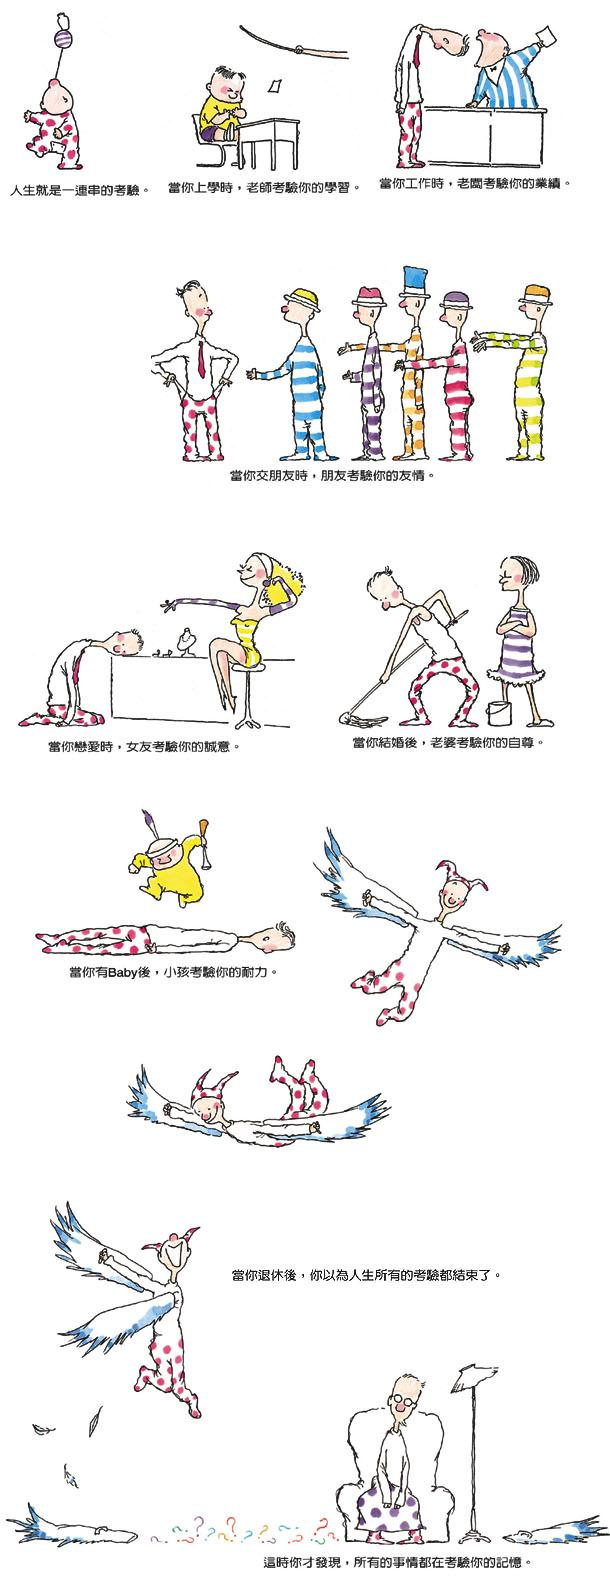 人生就是一連串的考驗。
當你上學時，老師考驗你的學習。
當你工作時，老闆考驗你的業績。
當你交朋友時，朋友考驗你的友情。
當你戀愛時，女友考驗你的誠意。
當你結婚後，老婆考驗你的自尊。
當你有Baby後，小孩考驗你的耐力。
當你退休後，你以為人生所有的考驗都結束了。
這時你才發現，所有的事情都在考驗你的記憶。